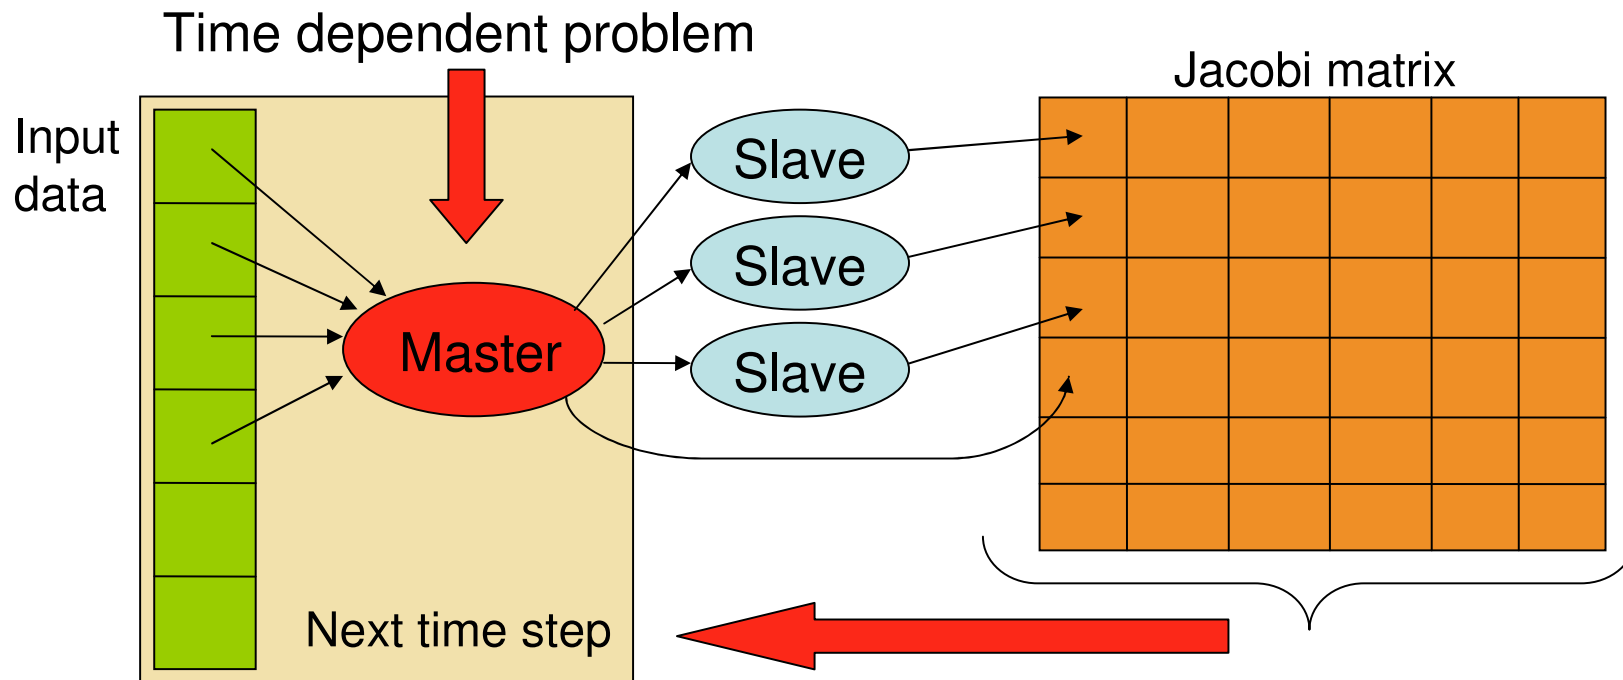 Time dependent problem
Jacobi matrix
Input
data
Slave
Slave
Slave
Master
Next time step